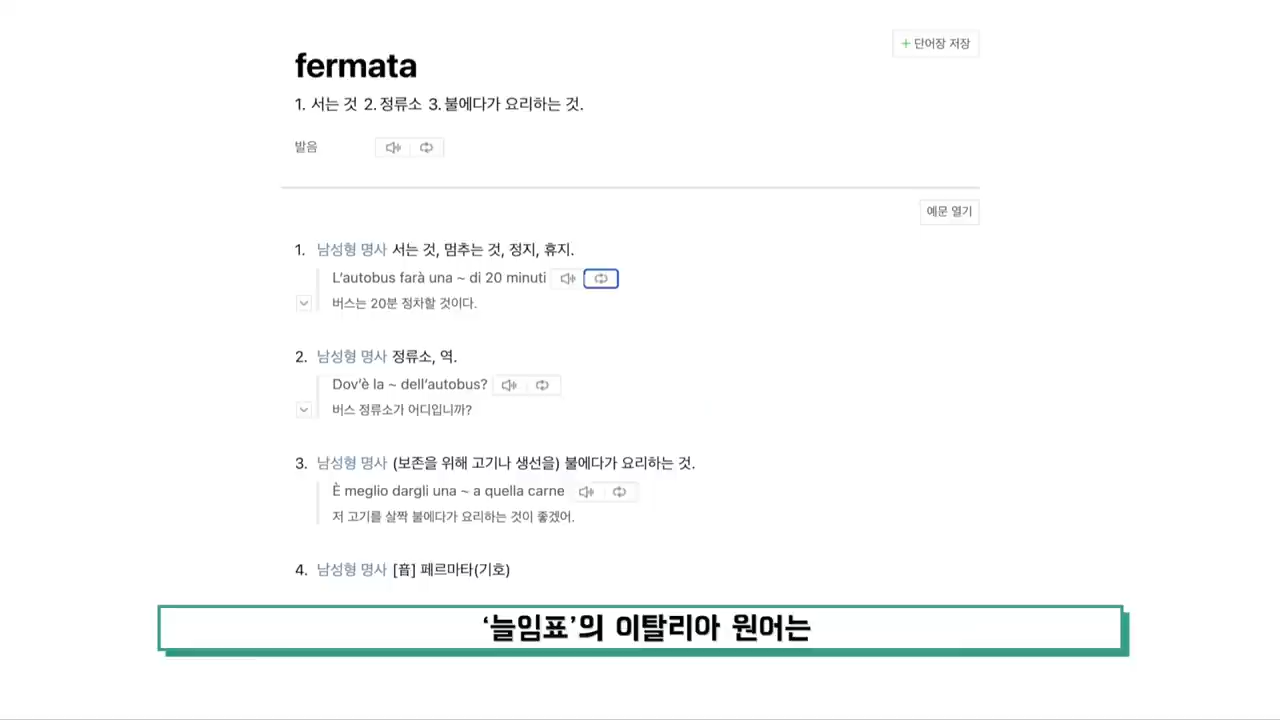 + 단어장 저장
fermata
1. 서는 것 2. 정류소 3. 불에다가 요리하는 것.
발음
예문 열기
1. 남성형 명사 서는 것, 멈추는 것, 정지, 휴지.
L’autobus farà una ~ di 20 minuti
버스는 20분 정차할 것이다.
2. 남성형 명사 정류소, 역.
Dov’è la ~ dell’autobus?
버스 정류소가 어디입니까?
3. 남성형 명사 (보존을 위해 고기나 생선을) 불에다가 요리하는 것.
È meglio dargli una ~ a quella carne
저 고기를 살짝 불에다가 요리하는 것이 좋겠어.
4. 남성형 명사 [音] 페르마타(기호)
‘늘임표’의 이탈리아 원어는